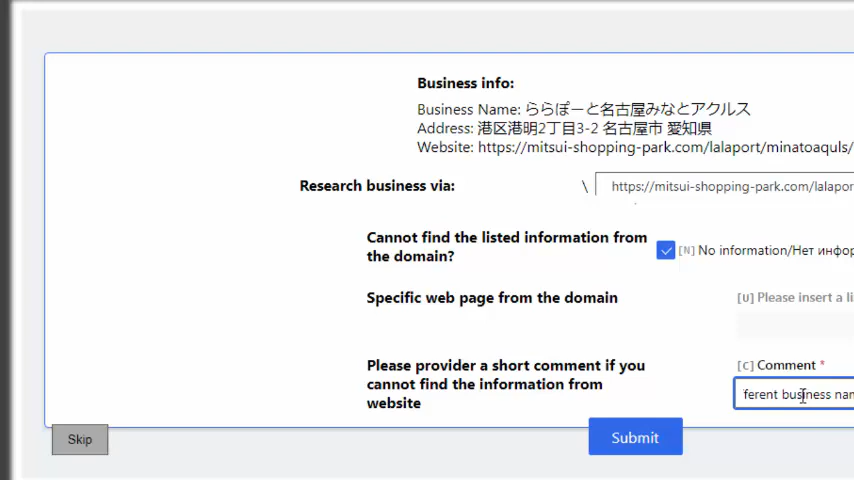 Business info:
Business Name: ららぽーと名古屋みなとアクルス
Address: 港区港明2丁目3-2 名古屋市 愛知県
Website: https://mitsui-shopping-park.com/lalaport/minatoaquls/
Research business via:
\ https://mitsui-shopping-park.com/lalapor
Cannot find the listed information from
the domain?
[N] No information/Нет инфор
Specific web page from the domain
[U] Please insert a li
Please provider a short comment if you
cannot find the information from
website
[C] Comment *
ferent business nam
Skip
Submit